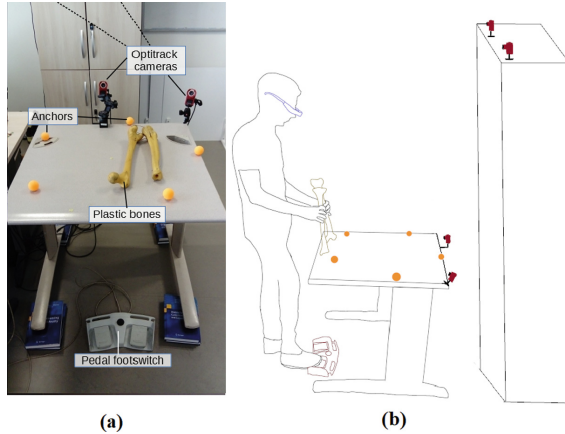 Optitrack
cameras
Anchors
Plastic bones
Pedal footswitch
(a)
(b)